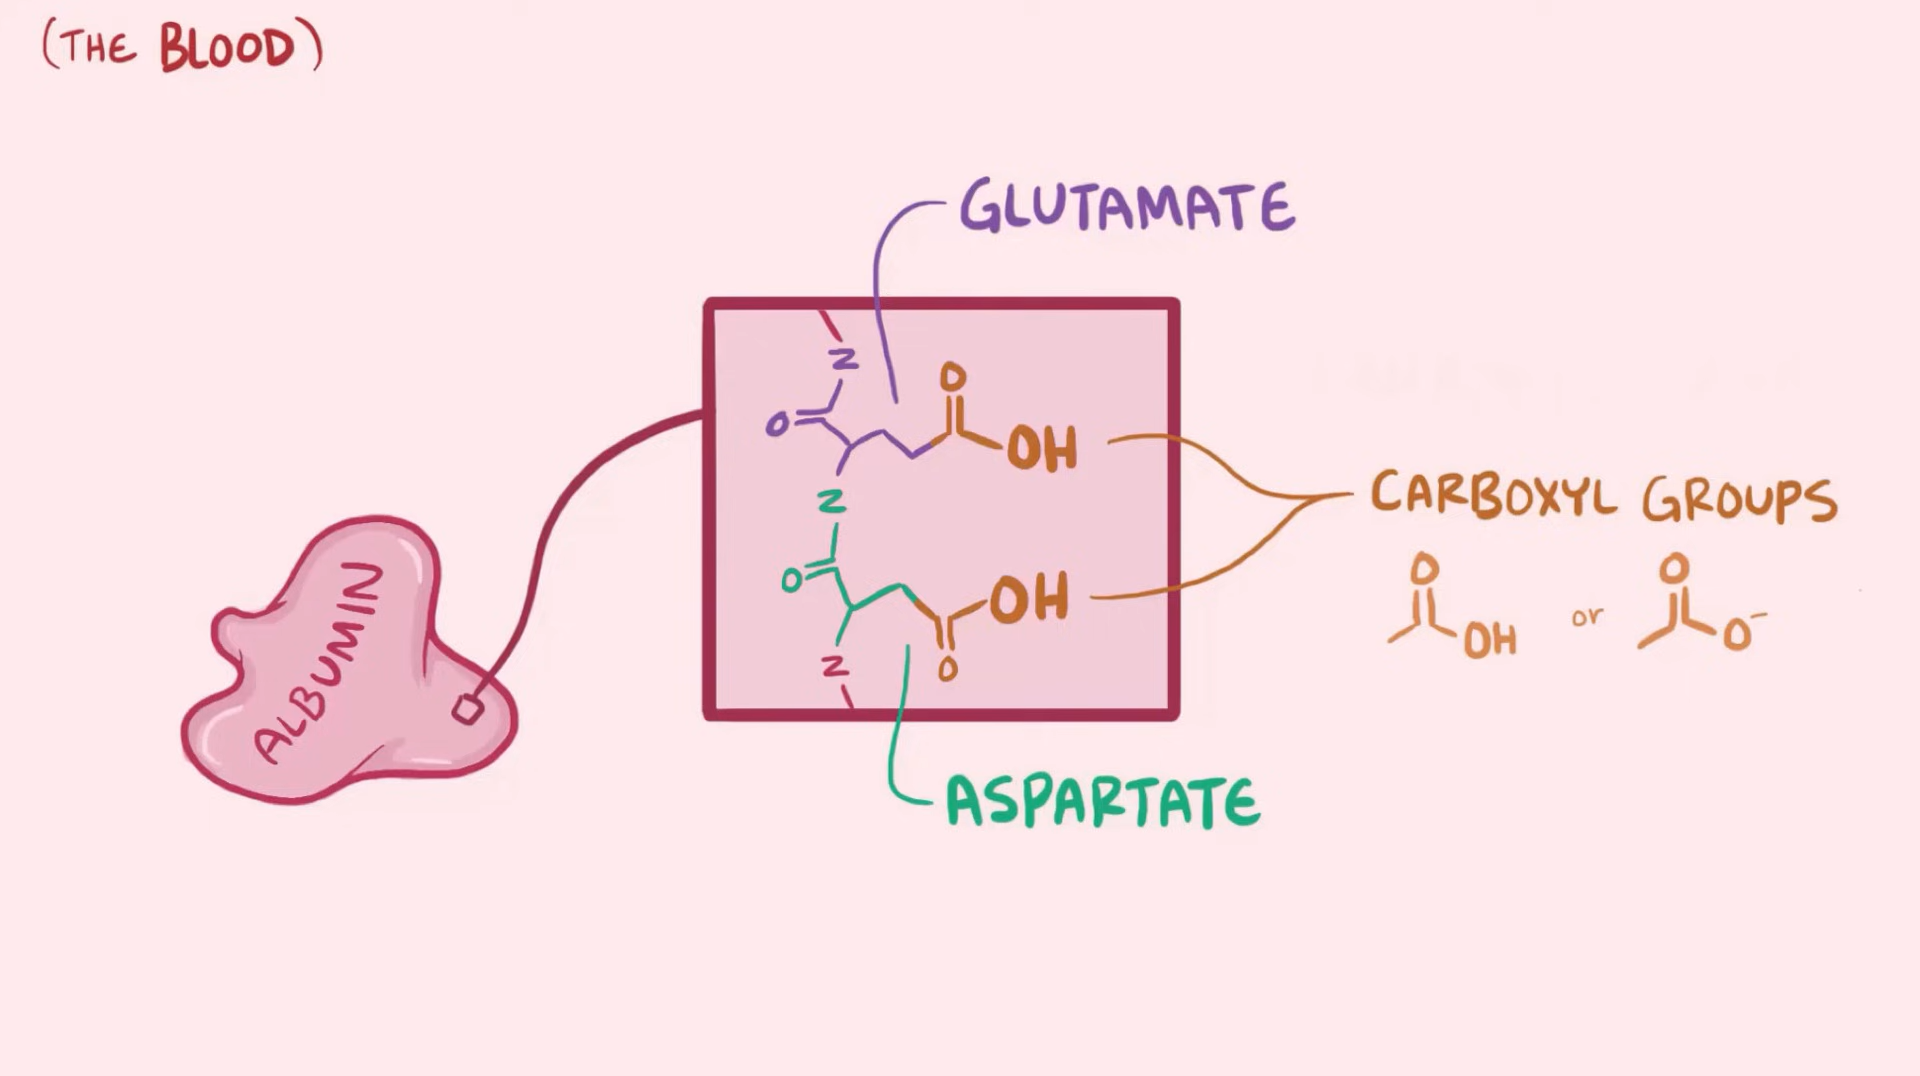 (THE BLOOD)
GLUTAMATE
N
O
O
OH
N
O
OH
N
O
CARBOXYL GROUPS
O
OH
or
O
O⁻
ALBUMIN
ASPARTATE